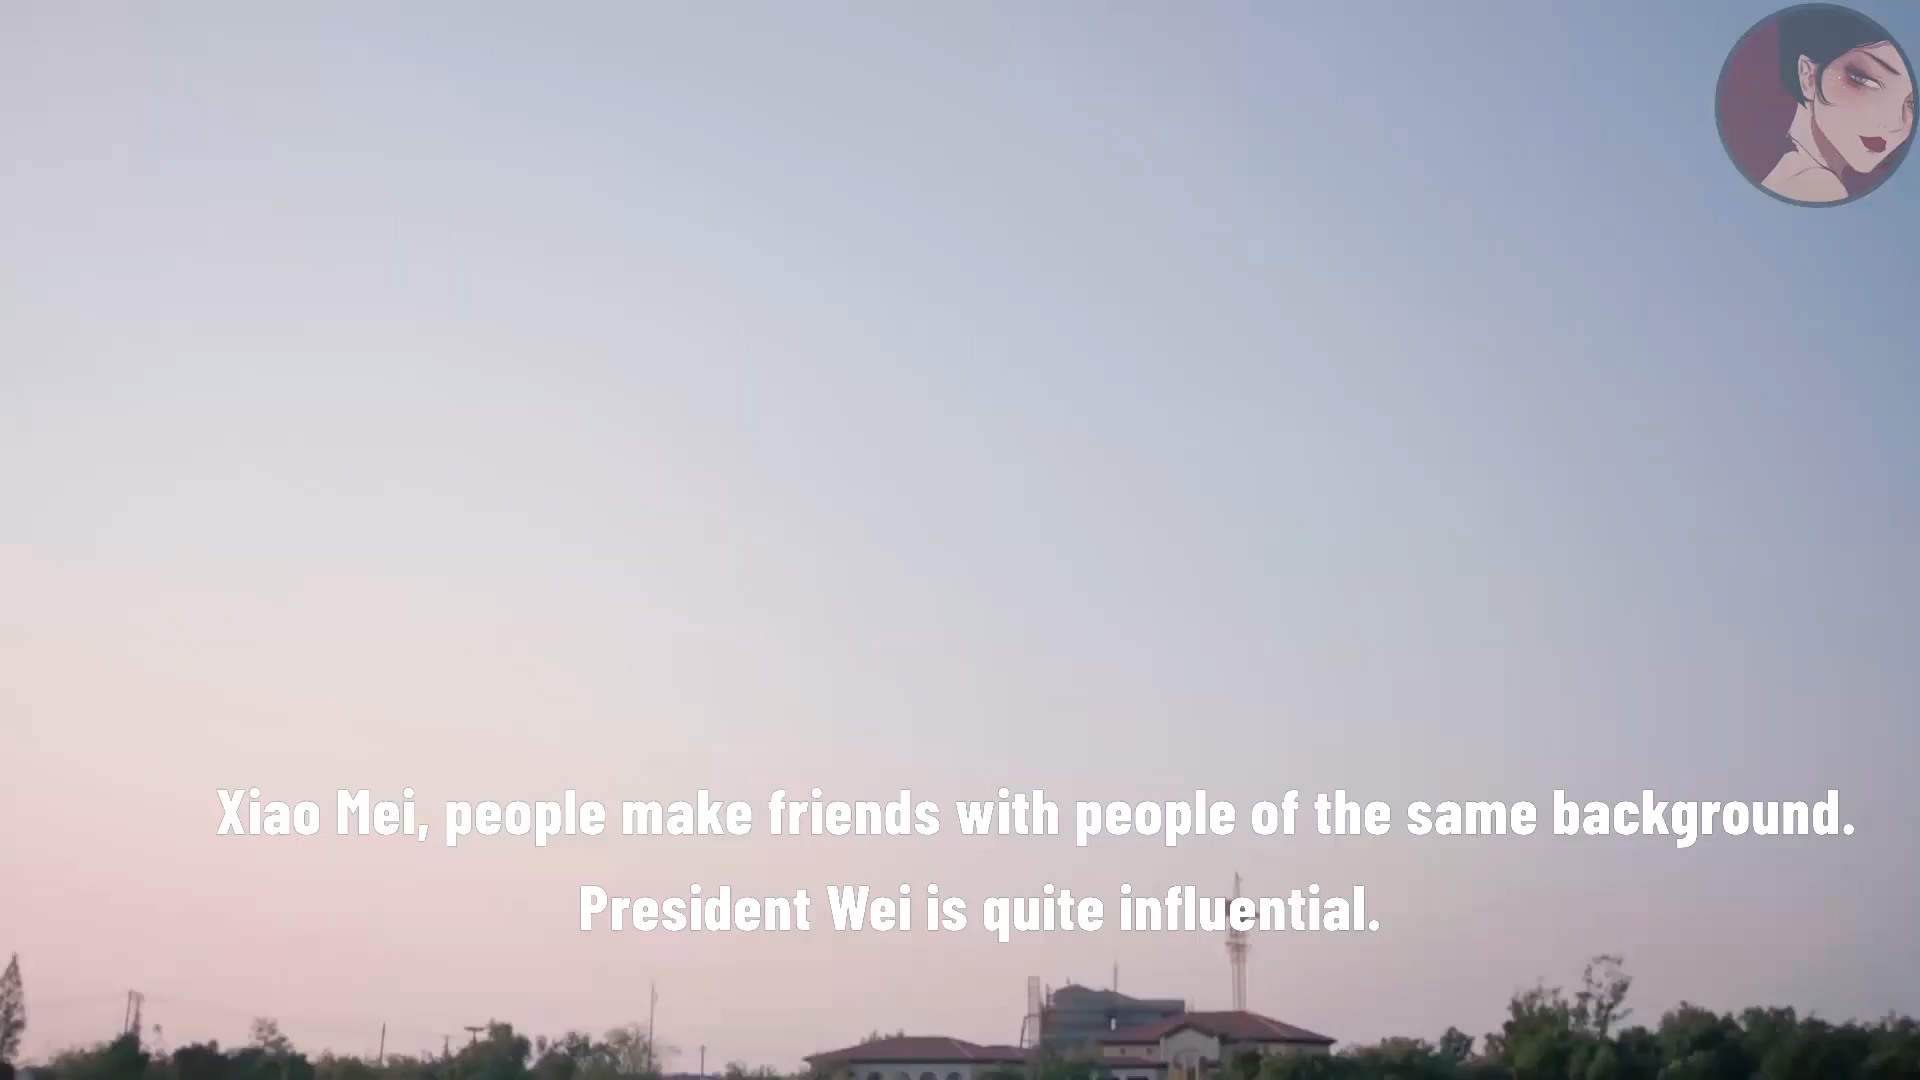 Xiao Mei, people make friends with people of the same background.
President Wei is quite influential.